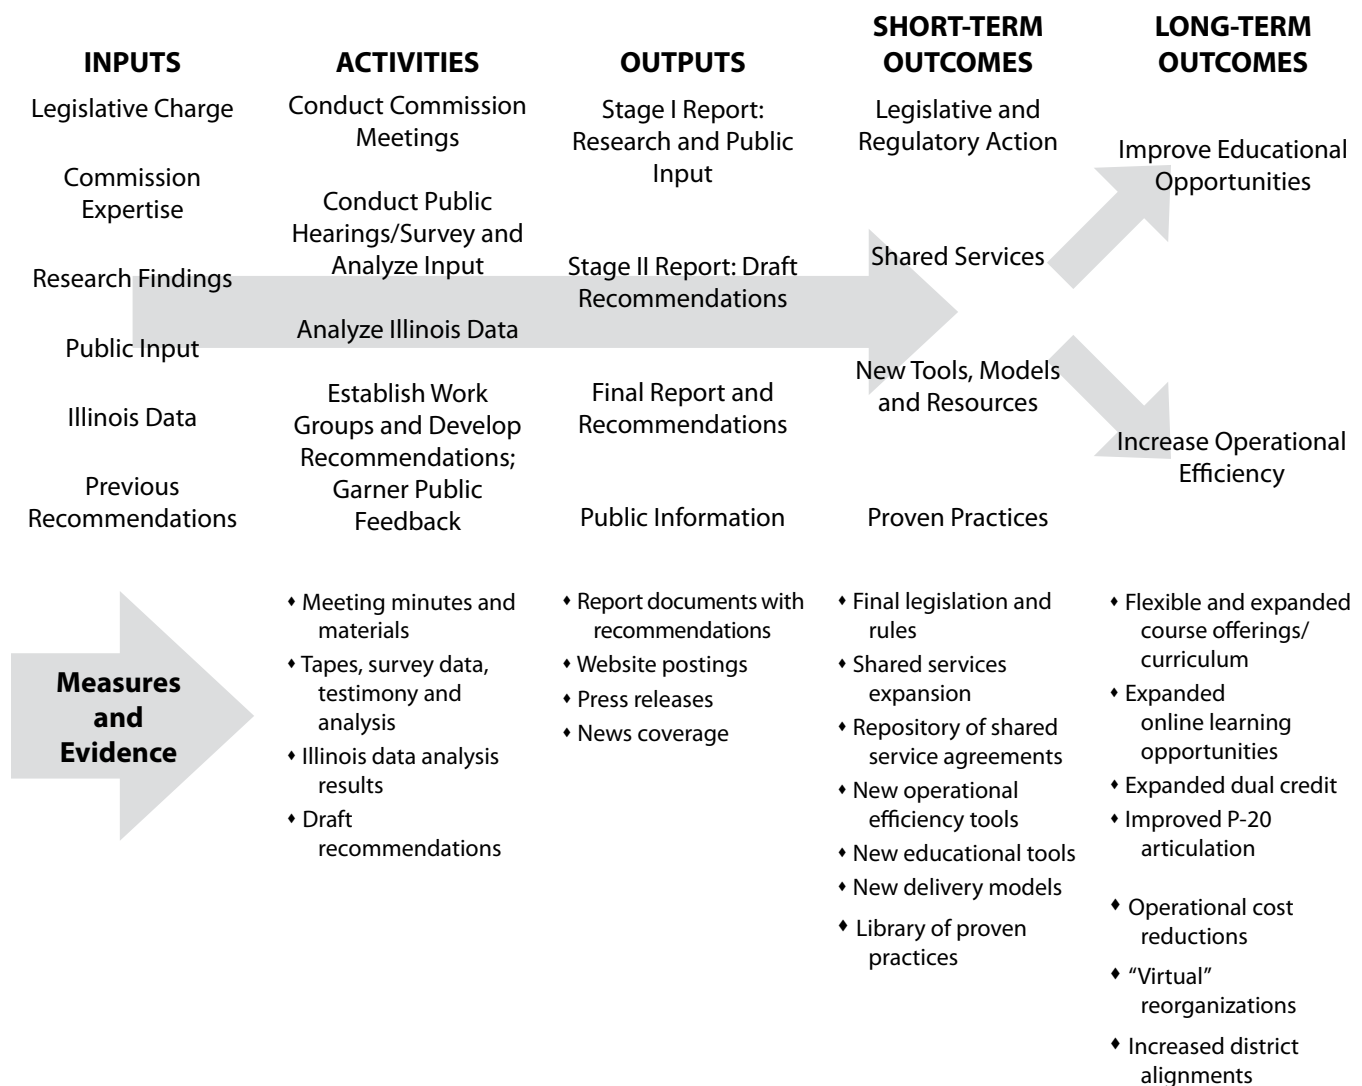 INPUTS
Legislative Charge
Commission
Expertise
Research Findings
Public Input
Illinois Data
Previous
Recommendations
ACTIVITIES
Conduct Commission
Meetings
Conduct Public
Hearings/Survey and
Analyze Input
Analyze Illinois Data
Establish Work
Groups and Develop
Recommendations;
Garner Public
Feedback
OUTPUTS
Stage I Report:
Research and Public
Input
Stage II Report: Draft
Recommendations
Final Report and
Recommendations
Public Information
SHORT-TERM
OUTCOMES
Legislative and
Regulatory Action
Shared Services
New Tools, Models
and Resources
Proven Practices
LONG-TERM
OUTCOMES
Improve Educational
Opportunities
Increase Operational
Efficiency
Measures
and
Evidence
♦ Meeting minutes and
materials
♦ Tapes, survey data,
testimony and
analysis
♦ Illinois data analysis
results
♦ Draft
recommendations
♦ Report documents with
recommendations
♦ Website postings
♦ Press releases
♦ News coverage
♦ Final legislation and
rules
♦ Shared services
expansion
♦ Repository of shared
service agreements
♦ New operational
efficiency tools
♦ New educational tools
♦ New delivery models
♦ Library of proven
practices
♦ Flexible and expanded
course offerings/
curriculum
♦ Expanded
online learning
opportunities
♦ Expanded dual credit
♦ Improved P-20
articulation
♦ Operational cost
reductions
♦ “Virtual”
reorganizations
♦ Increased district
alignments